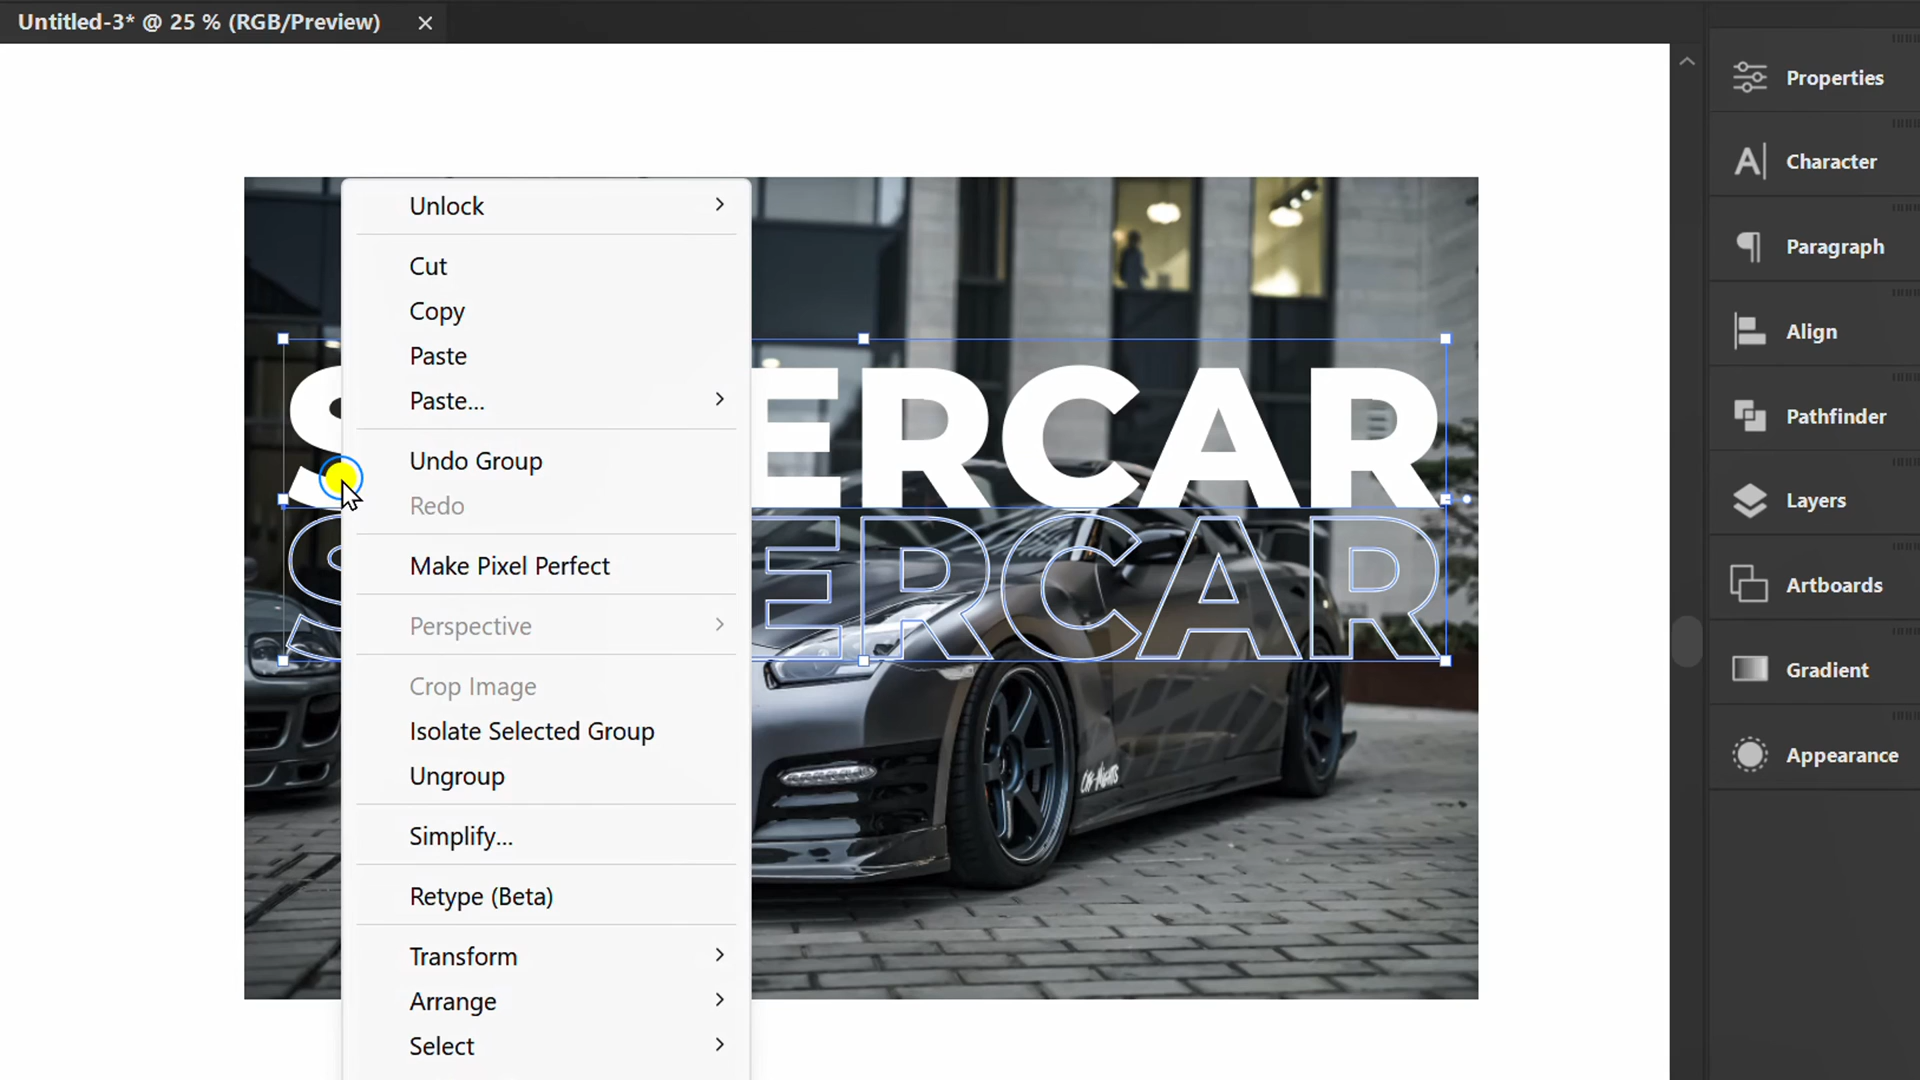 Untitled-3* @ 25 % (RGB/Preview)
Properties
Character
Paragraph
Align
Pathfinder
Layers
Artboards
Gradient
Appearance
Unlock
Cut
Copy
Paste
Paste...
Undo Group
Redo
Make Pixel Perfect
Perspective
Crop Image
Isolate Selected Group
Ungroup
Simplify...
Retype (Beta)
Transform
Arrange
Select
S ERCAR
S ERCAR